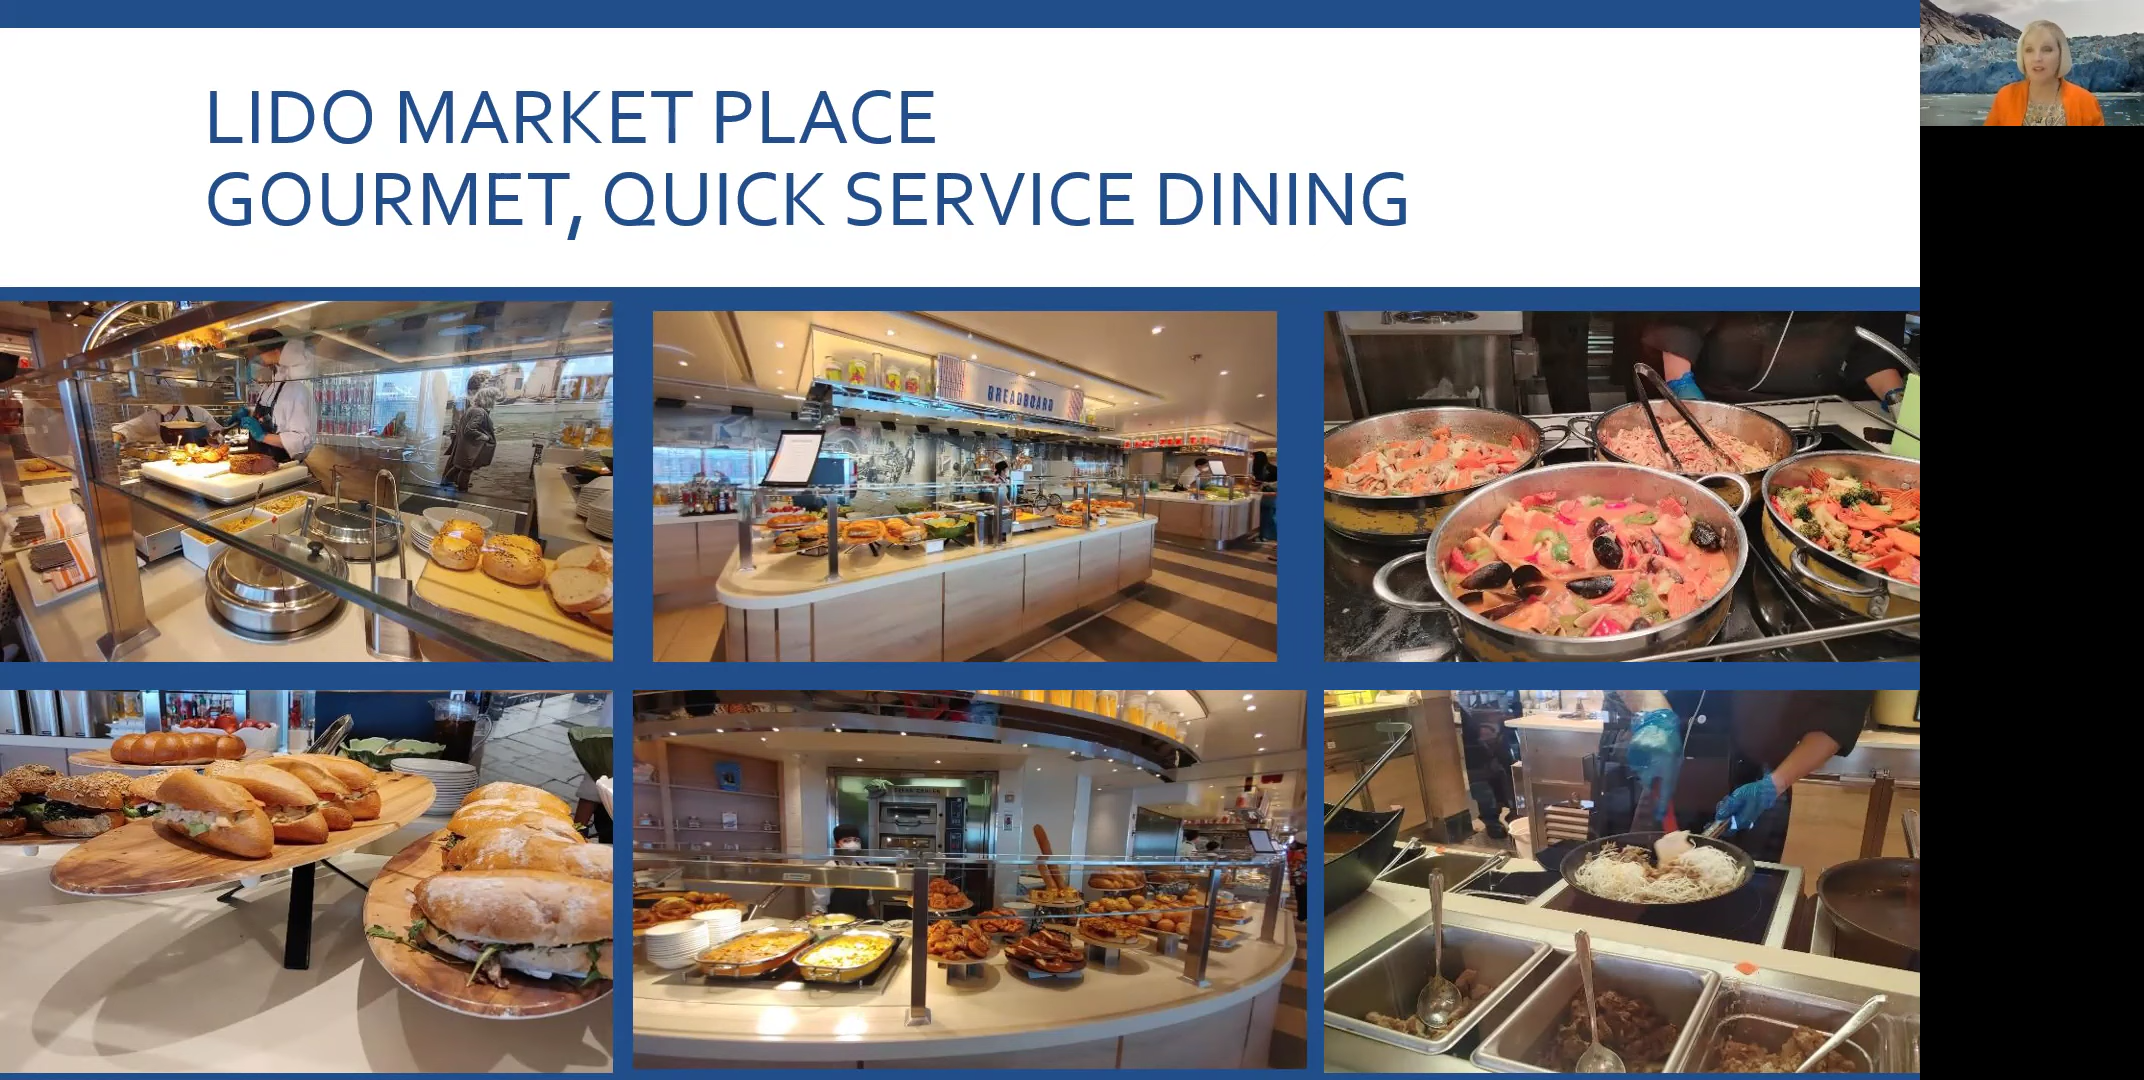 LIDO MARKET PLACE
GOURMET, QUICK SERVICE DINING
BREADBOARD